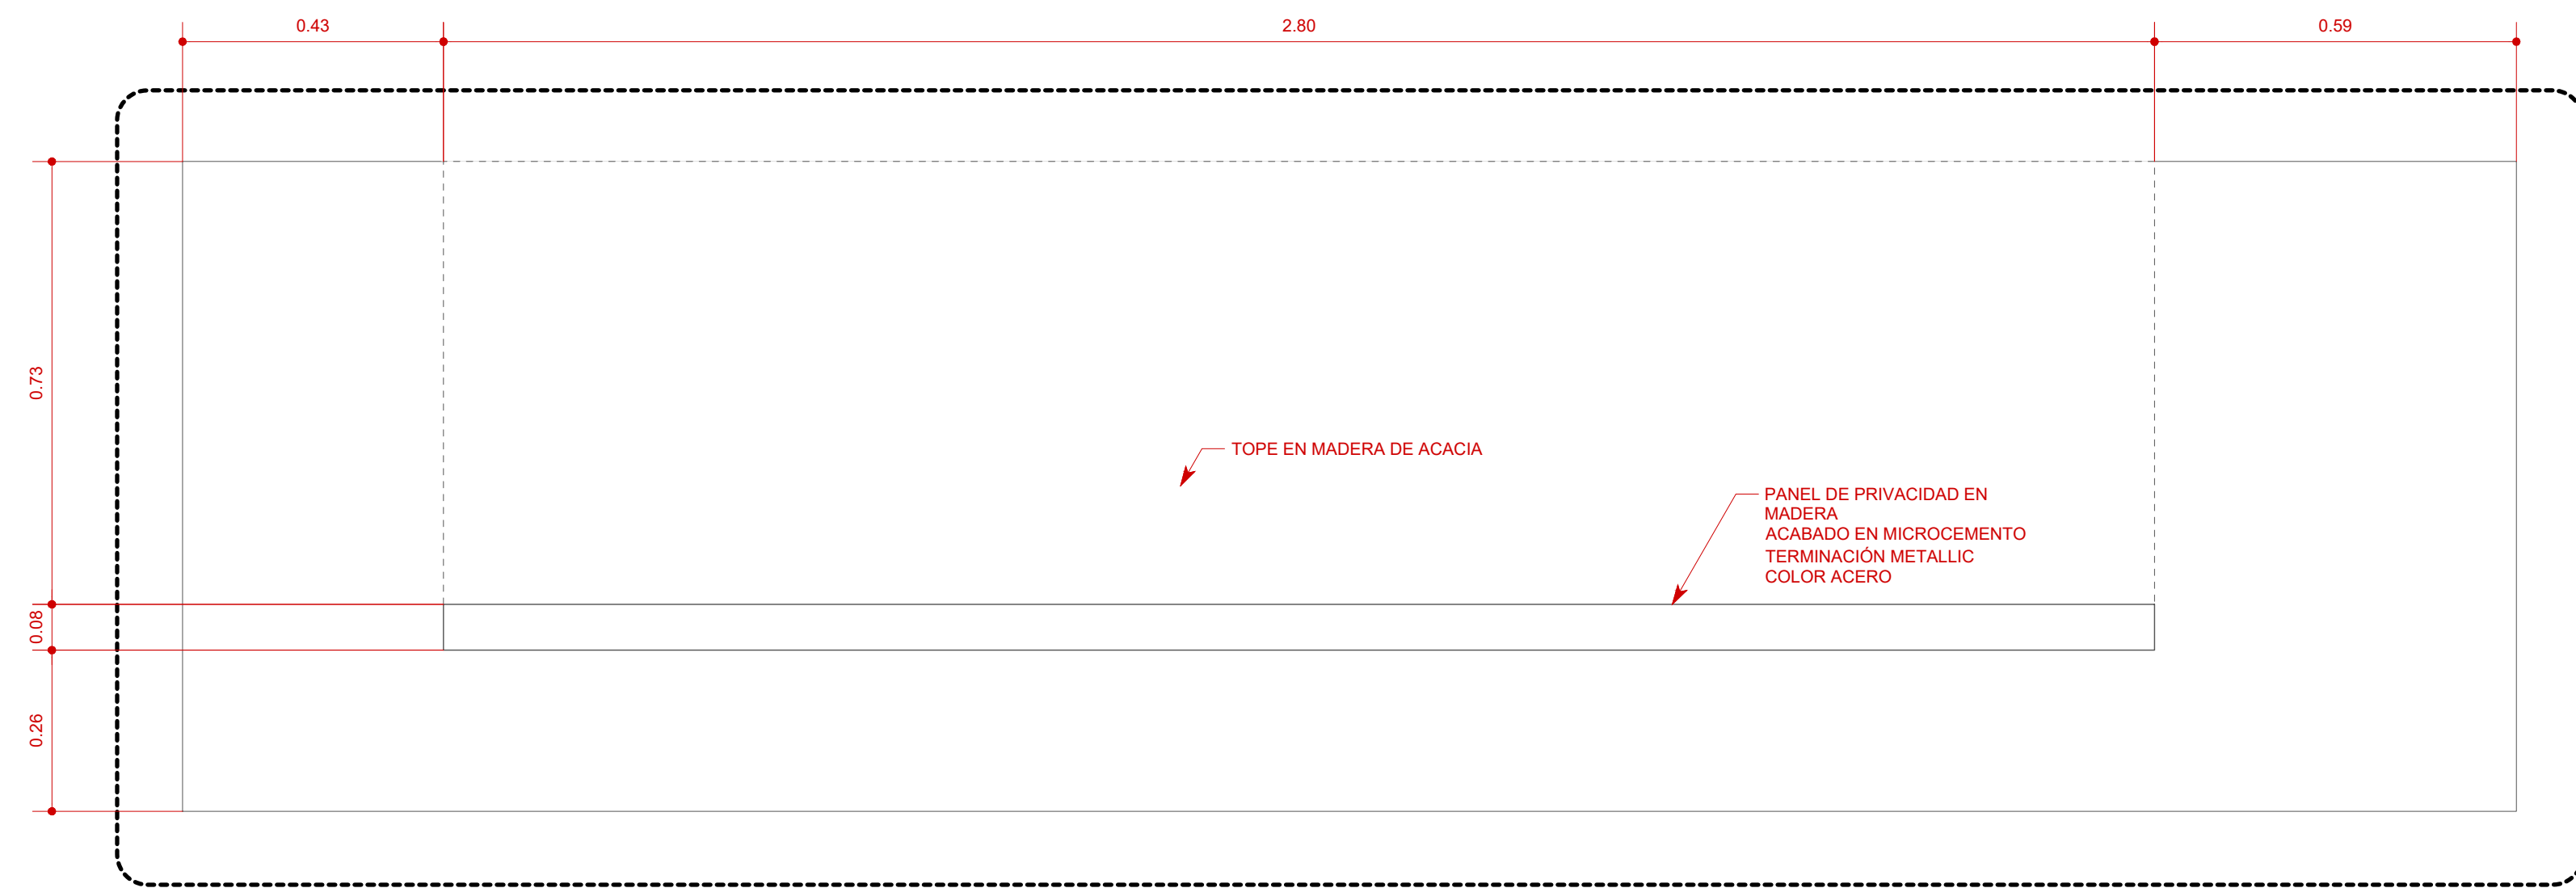 0.43
2.80
0.59
0.73
TOPE EN MADERA DE ACACIA
PANEL DE PRIVACIDAD EN
MADERA
ACABADO EN MICROCEMENTO
TERMINACIÓN METALLIC
COLOR ACERO
0.08
0.26